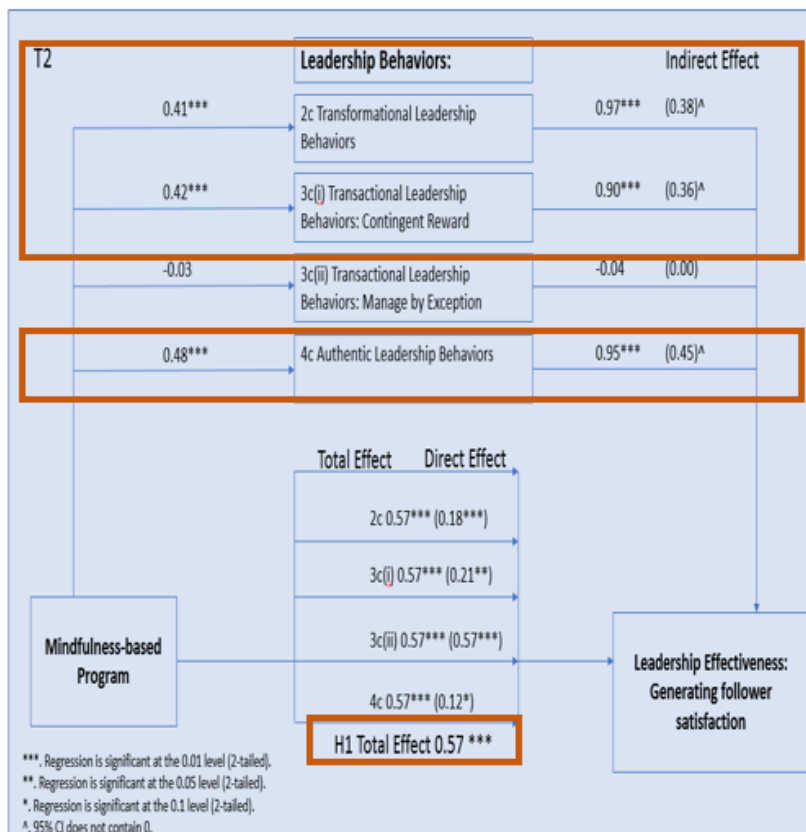 T2
Leadership Behaviors:
Indirect Effect
0.41***
2c Transformational Leadership
Behaviors
0.97***
(0.38)^
0.42***
3c(i) Transactional Leadership
Behaviors: Contingent Reward
0.90***
(0.36)^
-0.03
3c(ii) Transactional Leadership
Behaviors: Manage by Exception
-0.04
(0.00)
0.48***
4c Authentic Leadership Behaviors
0.95***
(0.45)^
Total Effect
Direct Effect
2c 0.57*** (0.18***)
3c(i) 0.57*** (0.21**)
3c(ii) 0.57*** (0.57***)
4c 0.57*** (0.12*)
H1 Total Effect 0.57 ***
Mindfulness-based
Program
Leadership Effectiveness:
Generating follower
satisfaction
***. Regression is significant at the 0.01 level (2-tailed).
**. Regression is significant at the 0.05 level (2-tailed).
*. Regression is significant at the 0.1 level (2-tailed).
^. 95% CI does not contain 0.